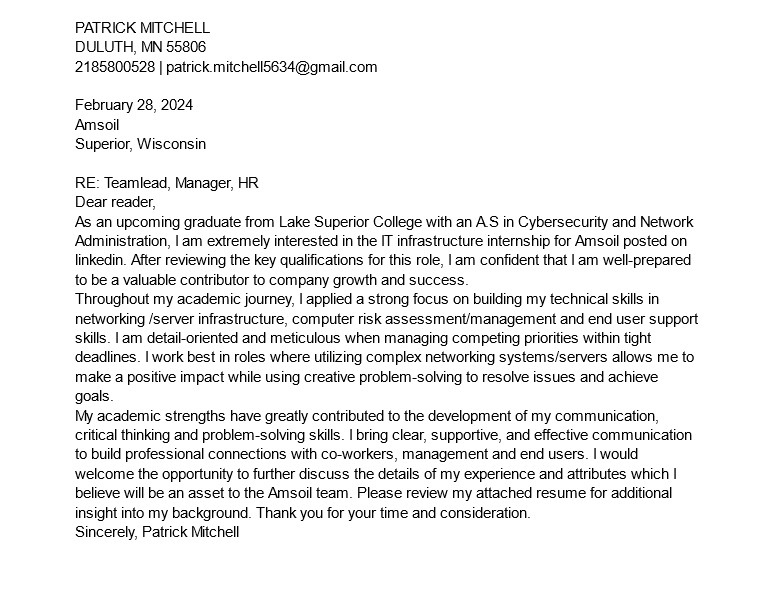 PATRICK MITCHELL
DULUTH, MN 55806
2185800528 | patrick.mitchell5634@gmail.com
February 28, 2024
Amsoil
Superior, Wisconsin
RE: Teamlead, Manager, HR
Dear reader,
As an upcoming graduate from Lake Superior College with an A.S in Cybersecurity and Network
Administration, I am extremely interested in the IT infrastructure internship for Amsoil posted on
linkedin. After reviewing the key qualifications for this role, I am confident that I am well-prepared
to be a valuable contributor to company growth and success.
Throughout my academic journey, I applied a strong focus on building my technical skills in
networking /server infrastructure, computer risk assessment/management and end user support
skills. I am detail-oriented and meticulous when managing competing priorities within tight
deadlines. I work best in roles where utilizing complex networking systems/servers allows me to
make a positive impact while using creative problem-solving to resolve issues and achieve
goals.
My academic strengths have greatly contributed to the development of my communication,
critical thinking and problem-solving skills. I bring clear, supportive, and effective communication
to build professional connections with co-workers, management and end users. I would
welcome the opportunity to further discuss the details of my experience and attributes which I
believe will be an asset to the Amsoil team. Please review my attached resume for additional
insight into my background. Thank you for your time and consideration.
Sincerely, Patrick Mitchell